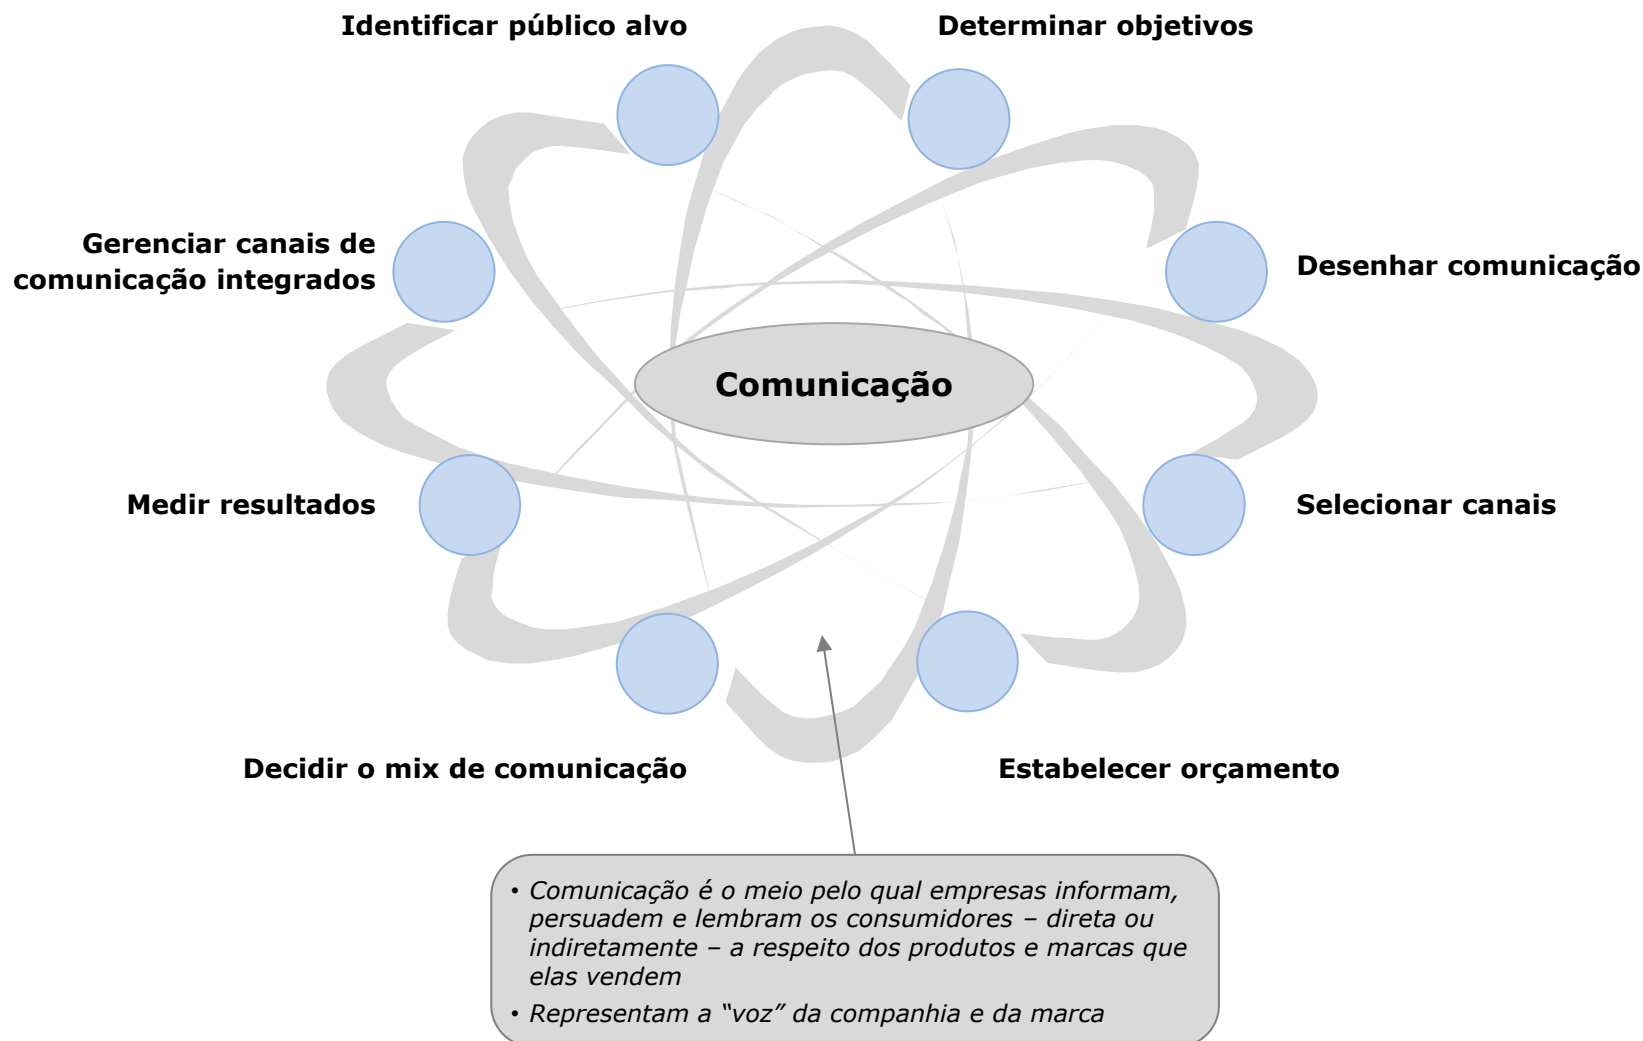 Identificar público alvo
Determinar objetivos
Gerenciar canais de
comunicação integrados
Desenhar comunicação
Comunicação
Medir resultados
Selecionar canais
Decidir o mix de comunicação
Estabelecer orçamento
• Comunicação é o meio pelo qual empresas informam,
persuadem e lembram os consumidores – direta ou
indiretamente – a respeito dos produtos e marcas que
elas vendem
• Representam a “voz” da companhia e da marca